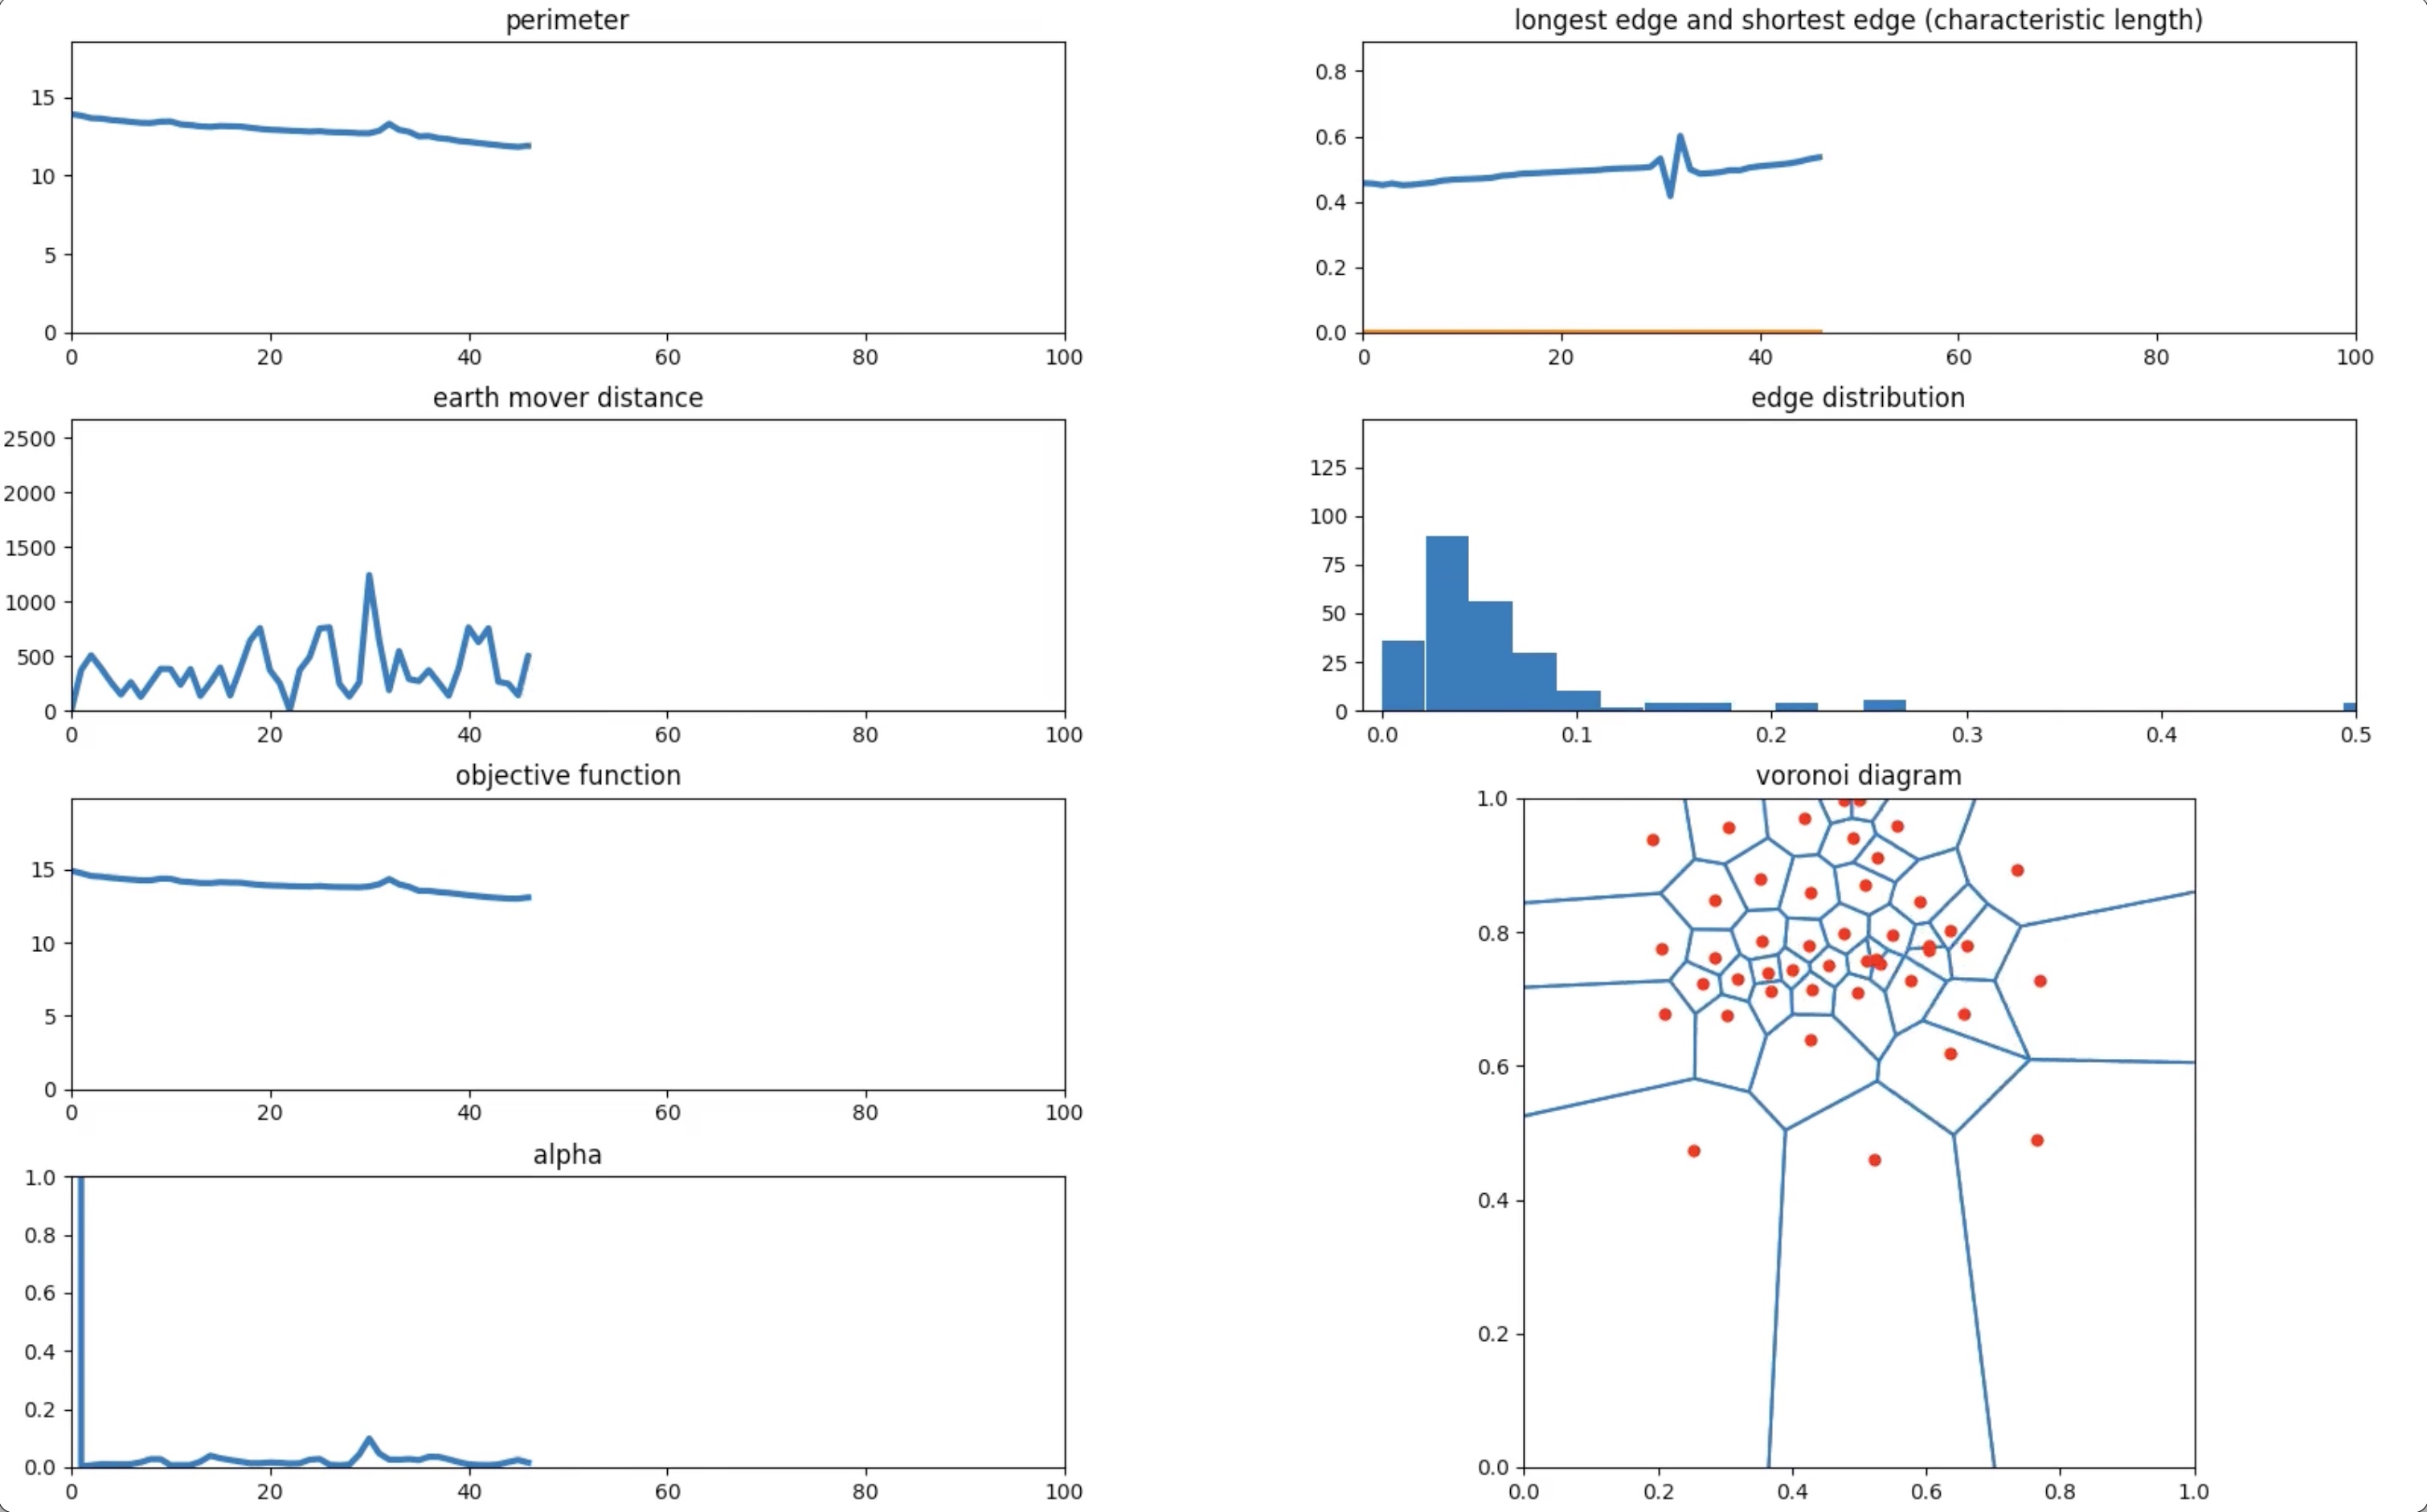 perimeter
15
10
5
0
0 20 40 60 80 100
longest edge and shortest edge (characteristic length)
0.8
0.6
0.4
0.2
0.0
0 20 40 60 80 100
earth mover distance
2500
2000
1500
1000
500
0
0 20 40 60 80 100
edge distribution
125
100
75
50
25
0
0.0 0.1 0.2 0.3 0.4 0.5
objective function
15
10
5
0
0 20 40 60 80 100
alpha
1.0
0.8
0.6
0.4
0.2
0.0
0 20 40 60 80 100
voronoi diagram
1.0
0.8
0.6
0.4
0.2
0.0
0.0 0.2 0.4 0.6 0.8 1.0